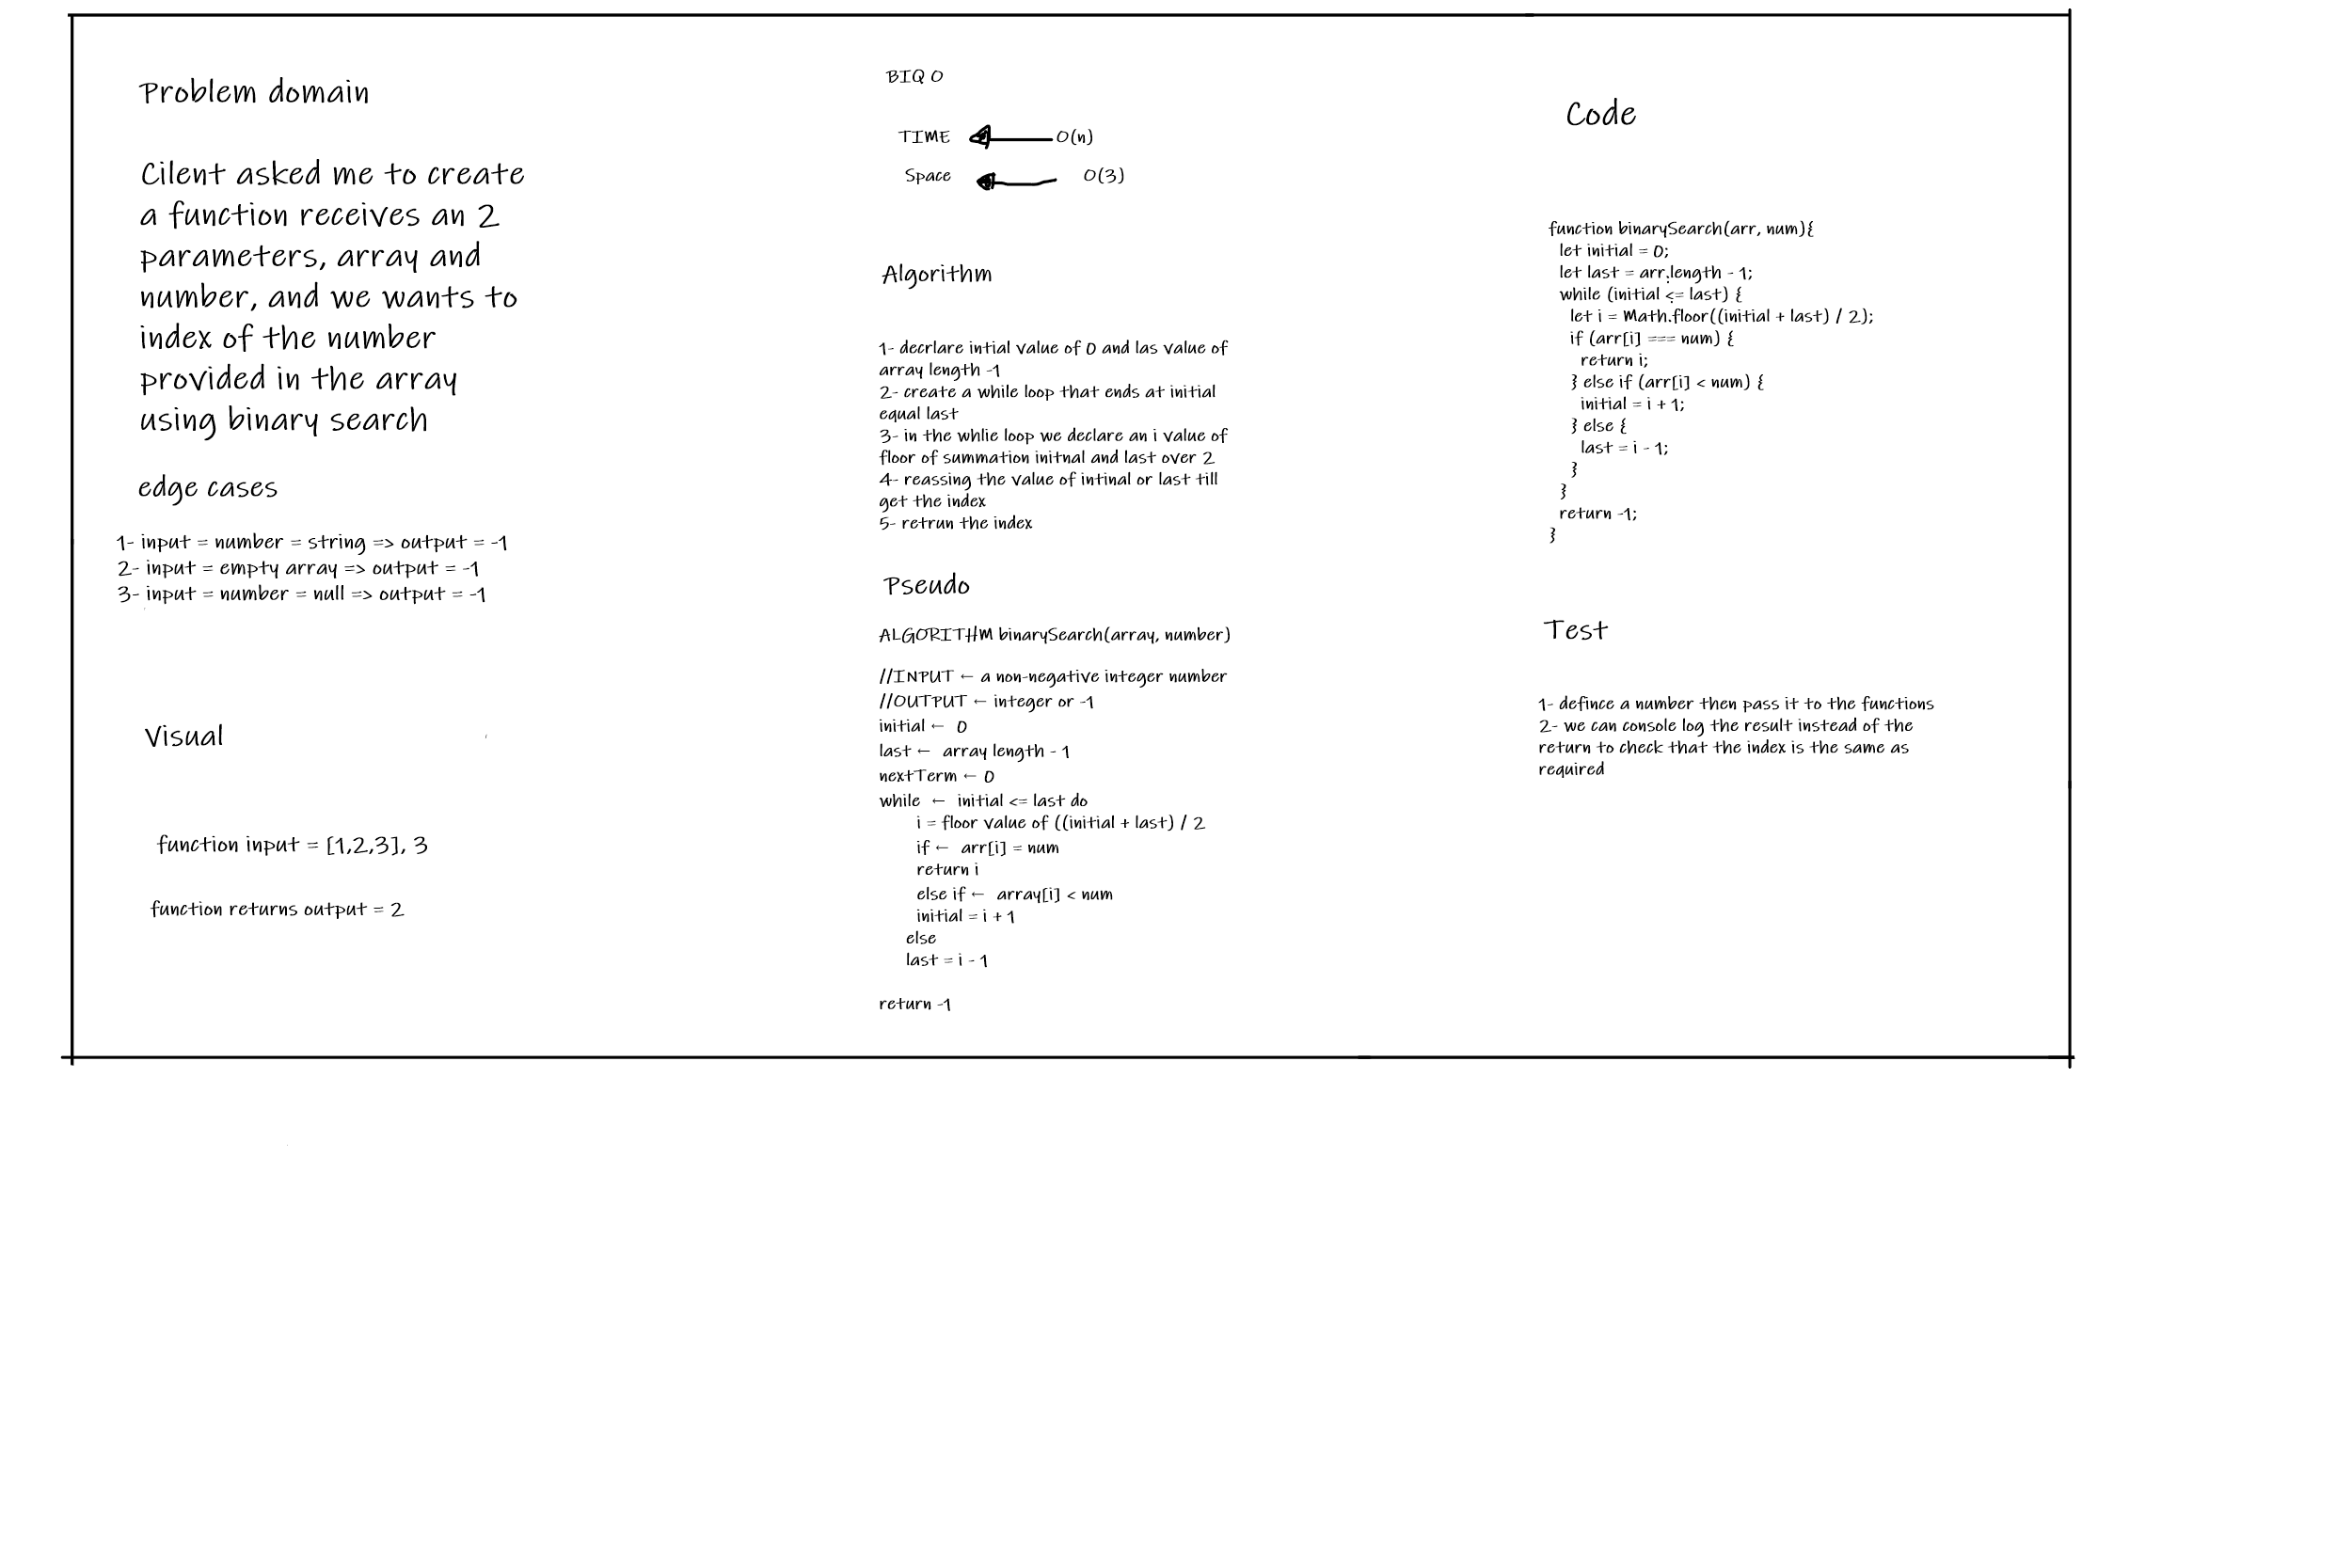 Problem domain
Cilent asked me to create
a function receives an 2
parameters, array and
number, and we wants to
index of the number
provided in the array
using binary search
edge cases
1- input = number = string => output = -1
2- input = empty array => output = -1
3- input = number = null => output = -1
Visual
function input = [1,2,3], 3
function returns output = 2
BIQ O
TIME O(n)
Space O(3)
Algorithm
1- decrlare intial value of 0 and las value of
array length -1
2- create a while loop that ends at initial
equal last
3- in the whlie loop we declare an i value of
floor of summation initnal and last over 2
4- reassing the value of intinal or last till
get the index
5- retrun the index
Pseudo
ALGORITHM binarySearch(array, number)
//INPUT ← a non-negative integer number
//OUTPUT ← integer or -1
initial ← 0
last ← array length - 1
nextTerm ← 0
while ← initial <= last do
i = floor value of ((initial + last) / 2
if ← arr[i] = num
return i
else if ← array[i] < num
initial = i + 1
else
last = i - 1
return -1
Code
function binarySearch(arr, num){
let initial = 0;
let last = arr.length - 1;
while (initial <= last) {
let i = Math.floor((initial + last) / 2);
if (arr[i] === num) {
return i;
} else if (arr[i] < num) {
initial = i + 1;
} else {
last = i - 1;
}
}
return -1;
}
Test
1- defince a number then pass it to the functions
2- we can console log the result instead of the
return to check that the index is the same as
required